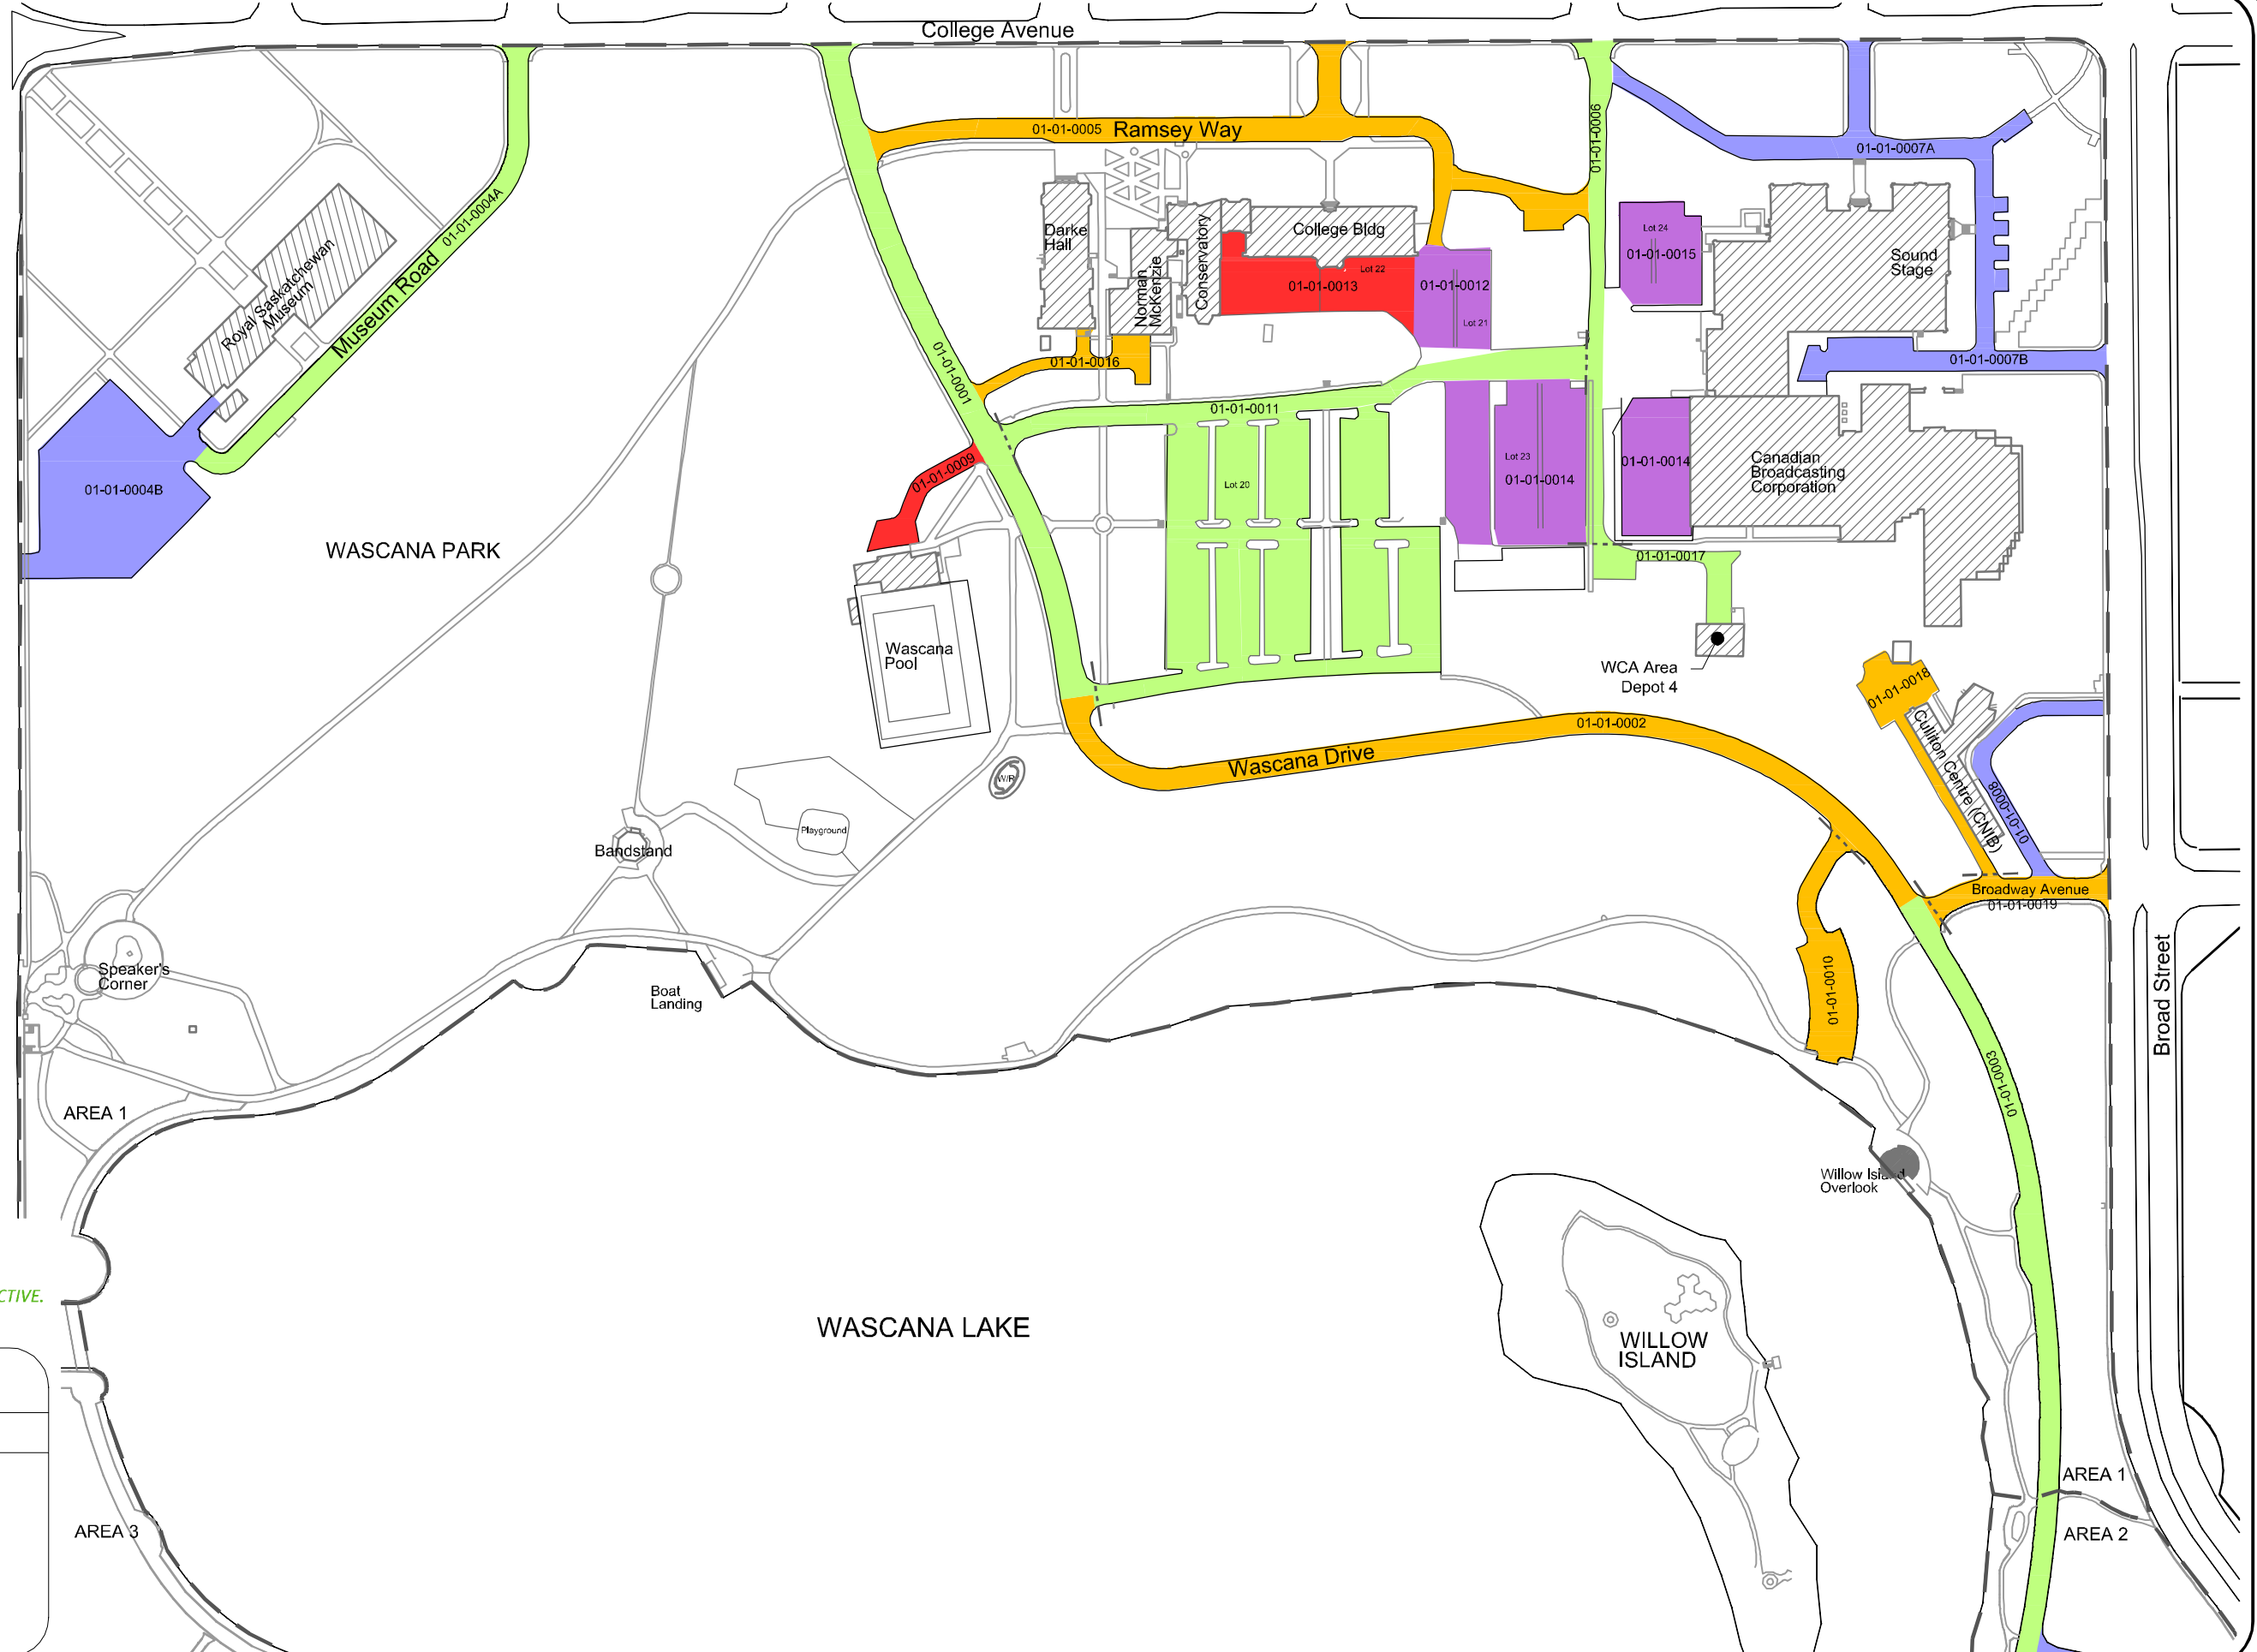 College Avenue
01-01-0005 Ramsey Way
01-01-0006
01-01-0007A
01-01-0004A
Museum Road
Royal Saskatchewan
Museum
Darke
Hall
Norman
McKenzie
Conservatory
College Bldg
Lot 22
01-01-0013
01-01-0012
Lot 21
Lot 24
01-01-0015
Sound
Stage
01-01-0007B
01-01-0016
01-01-0001
01-01-0011
01-01-0009
Lot 20
Lot 23
01-01-0014
01-01-0014
Canadian
Broadcasting
Corporation
01-01-0004B
WASCANA PARK
01-01-0017
Wascana
Pool
WCA Area
Depot 4
01-01-0018
Culliton Centre (CNIB)
01-01-0008
01-01-0002
Wascana Drive
W/R
Playground
Bandstand
Broadway Avenue
01-01-0019
Speaker's
Corner
Boat
Landing
01-01-0010
Broad Street
01-01-0003
AREA 1
Willow Island
Overlook
CTIVE.
WASCANA LAKE
WILLOW
ISLAND
AREA 1
AREA 3
AREA 2